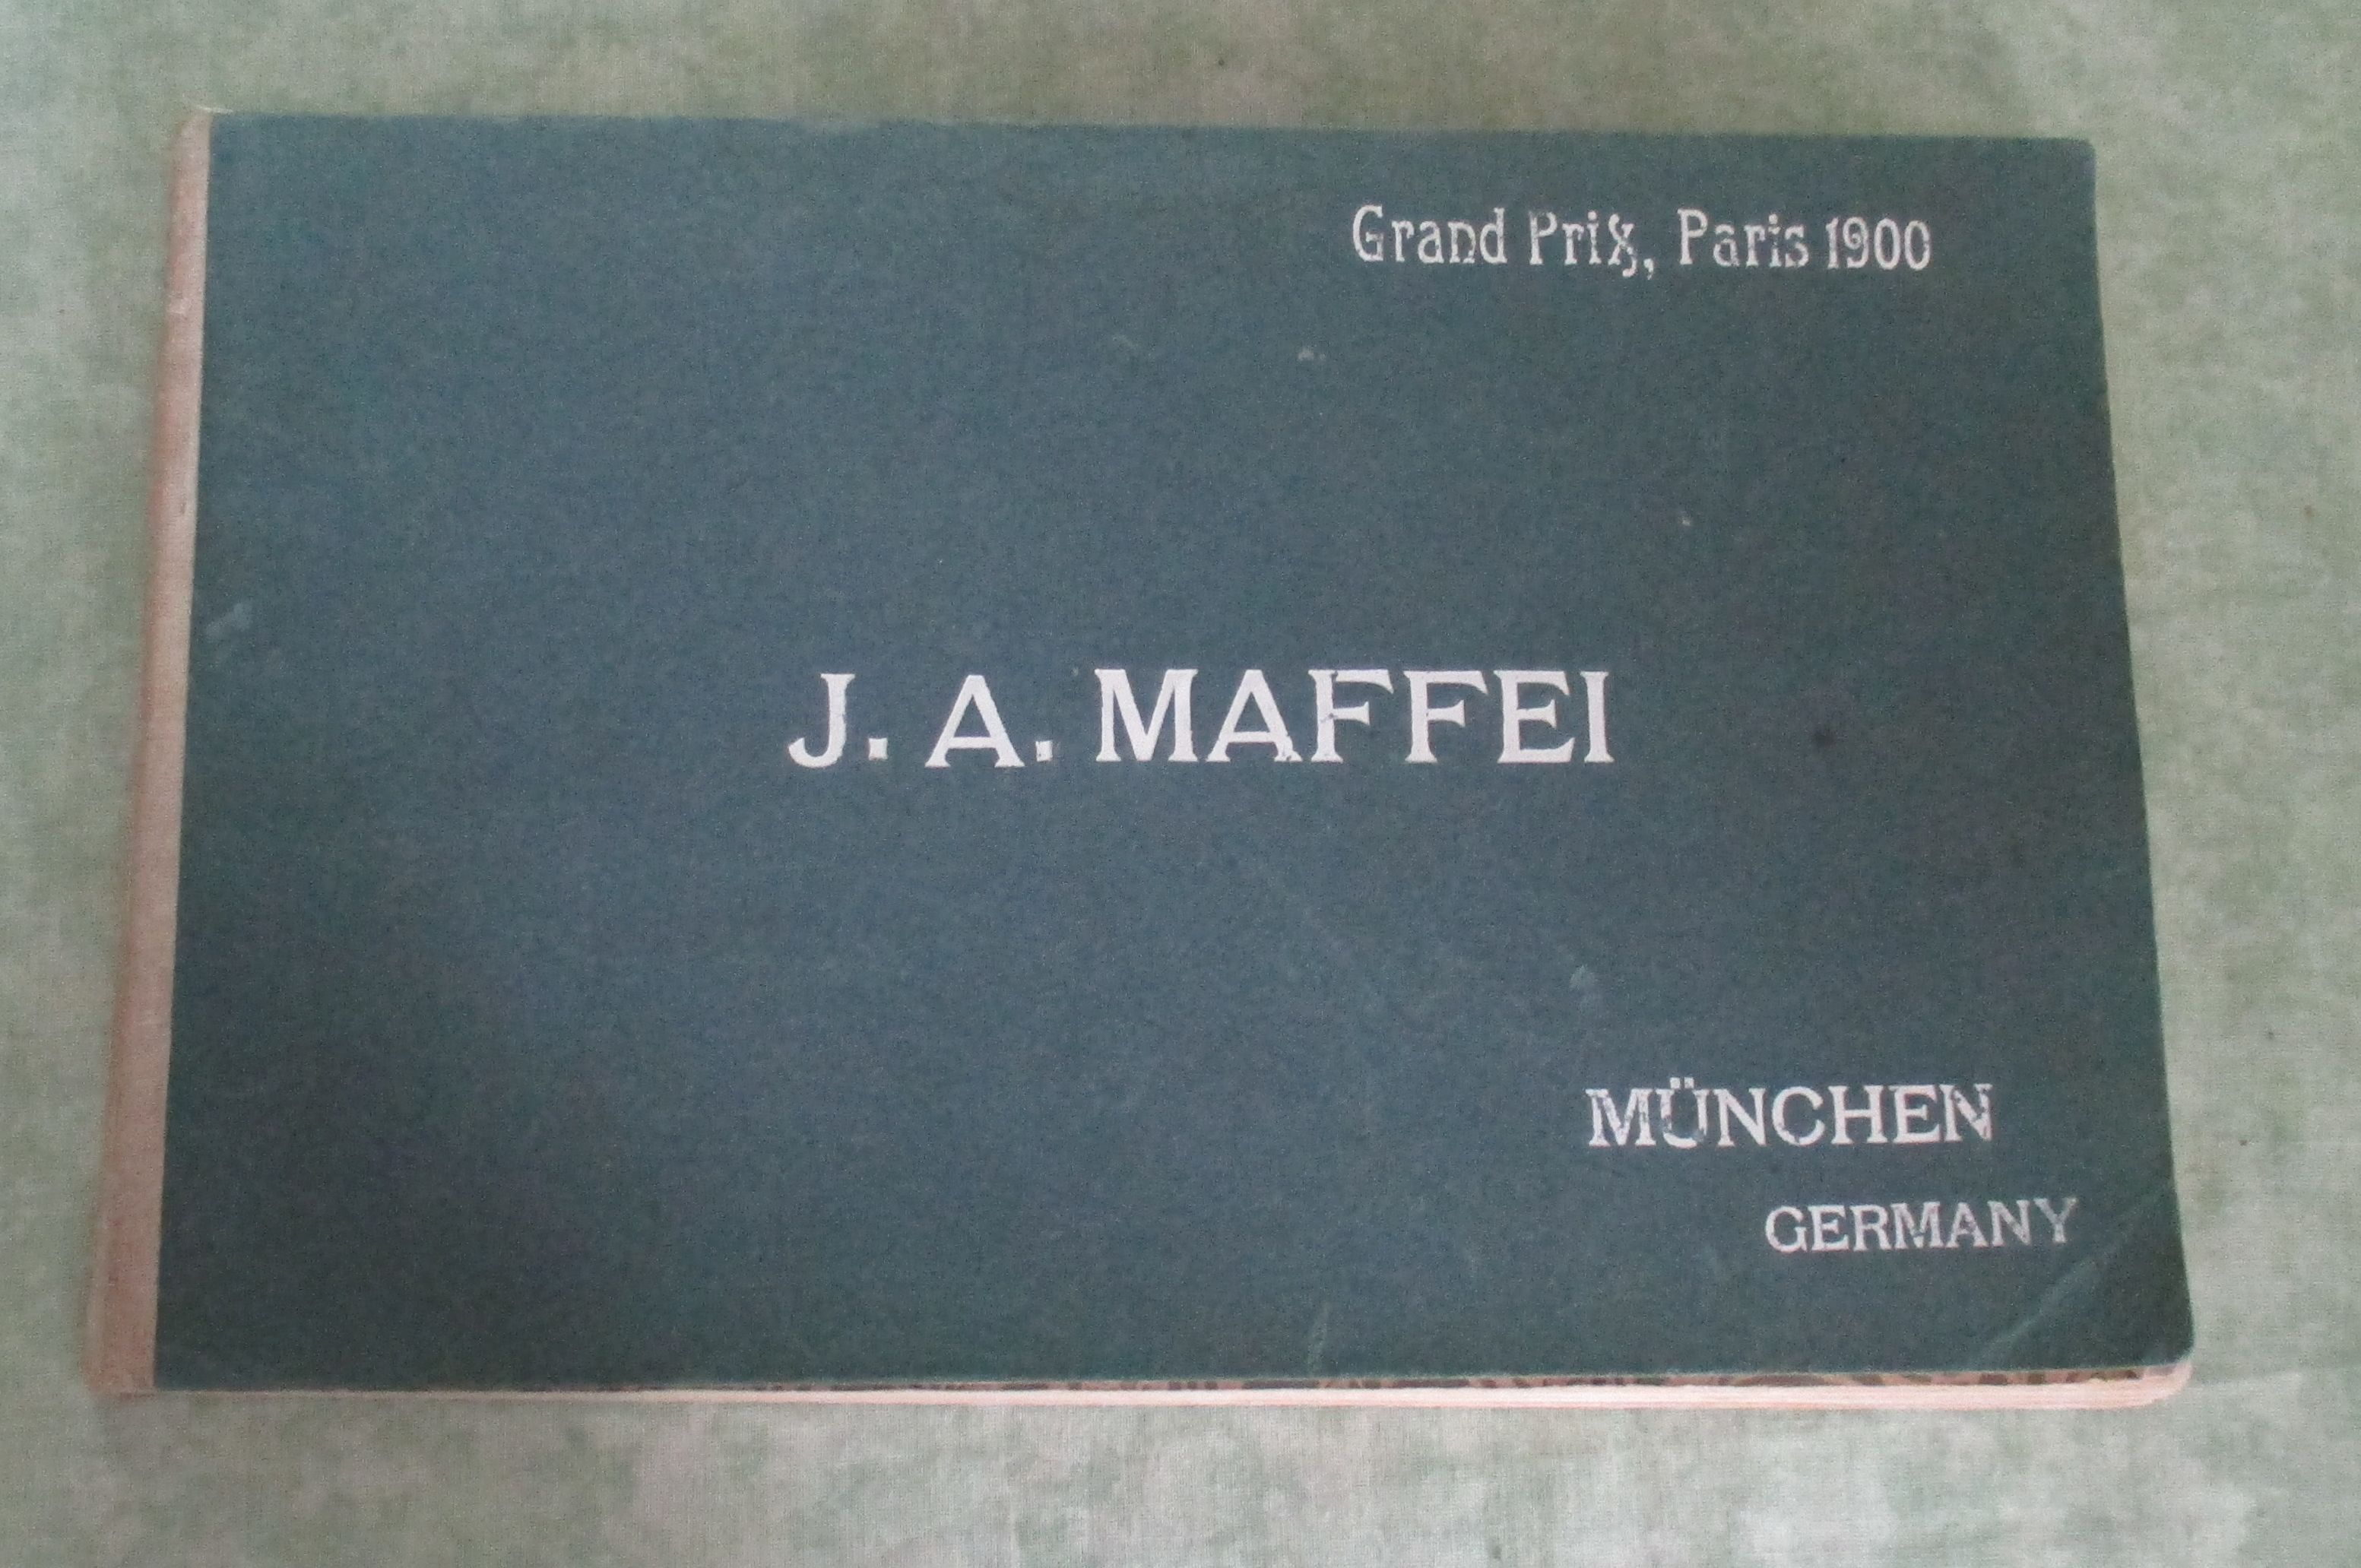 Grand Prix, Paris 1900
J. A. MAFFEI
MÜNCHEN
GERMANY